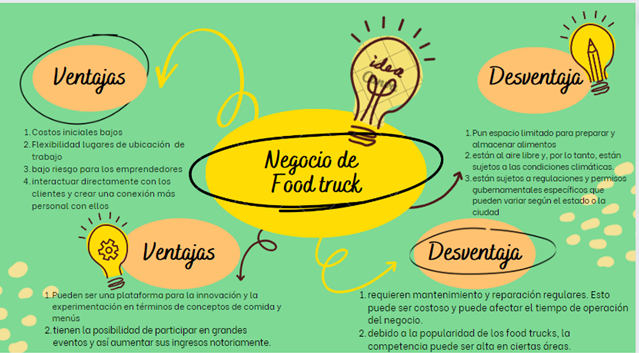 Ventajas
1. Costos iniciales bajos
2. Flexibilidad lugares de ubicación de
trabajo
3. bajo riesgo para los emprendedores
4. interactuar directamente con los
clientes y crear una conexión más
personal con ellos
idea
Negocio de
Food truck
Desventaja
1. Pun espacio limitado para preparar y
almacenar alimentos
2. están al aire libre y, por lo tanto, están
sujetos a las condiciones climáticas.
3. están sujetos a regulaciones y permisos
gubernamentales específicos que
pueden variar según el estado o la
ciudad
Ventajas
1. Pueden ser una plataforma para la innovación y la
experimentación en términos de conceptos de comida y
menús
2. tienen la posibilidad de participar en grandes
eventos y así aumentar sus ingresos notoriamente.
Desventaja
1. requieren mantenimiento y reparación regulares. Esto
puede ser costoso y puede afectar el tiempo de operación
del negocio.
2. debido a la popularidad de los food trucks, la
competencia puede ser alta en ciertas áreas.